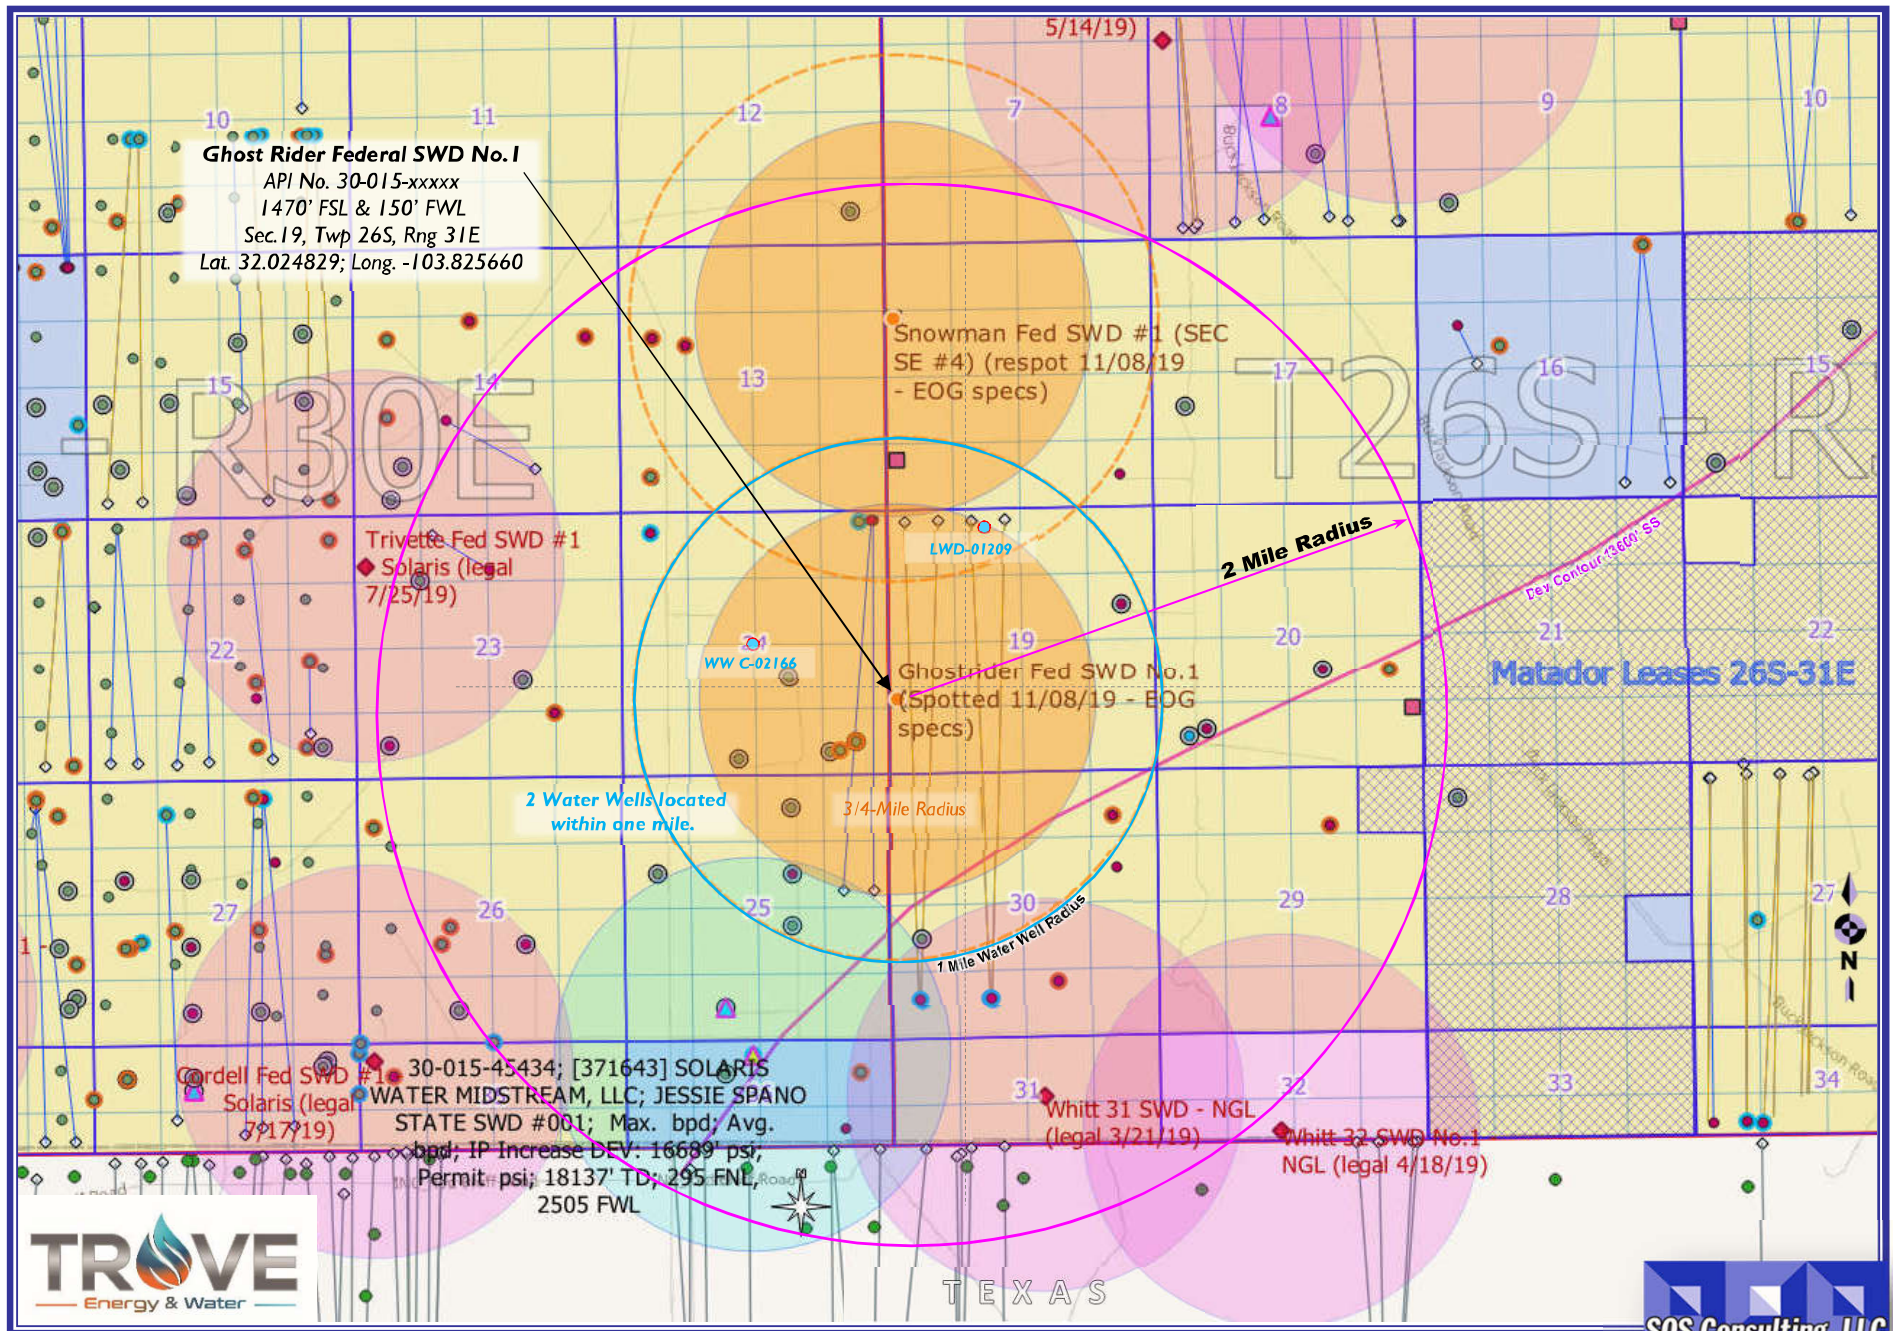 5/14/19)
10
11
12
7
8
9
10
Ghost Rider Federal SWD No.1
API No. 30-015-xxxxx
1470' FSL & 150' FWL
Sec.19, Twp 26S, Rng 31E
Lat. 32.024829; Long. -103.825660
Snowman Fed SWD #1 (SEC
SE #4) (respot 11/08/19
- EOG specs)
15
14
13
17
16
15
- R30E
T26S - R
Trivette Fed SWD #1
Solaris (legal
7/25/19)
LWD-01209
2 Mile Radius
Dev Contour-13600' SS
22
23
24
19
20
21
22
WW C-02166
Ghostrider Fed SWD No.1
(Spotted 11/08/19 - EOG
specs)
Matador Leases 26S-31E
2 Water Wells located
within one mile.
3/4-Mile Radius
27
26
25
30
29
28
27
1 Mile Water Well Radius
1 -
N
Buckjackson Road
31
32
33
34
Cordell Fed SWD #1
Solaris (legal
7/17/19)
30-015-45434; [371643] SOLARIS
WATER MIDSTREAM, LLC; JESSIE SPANO
STATE SWD #001; Max. bpd; Avg.
bpd; IP Increase DEV: 16689' psi;
Permit psi; 18137' TD; 295 FNL,
2505 FWL
Whitt 31 SWD - NGL
(legal 3/21/19)
Whitt 32 SWD No.1
NGL (legal 4/18/19)
Road
TROVE
Energy & Water
TEXAS
SOS Consulting, LLC